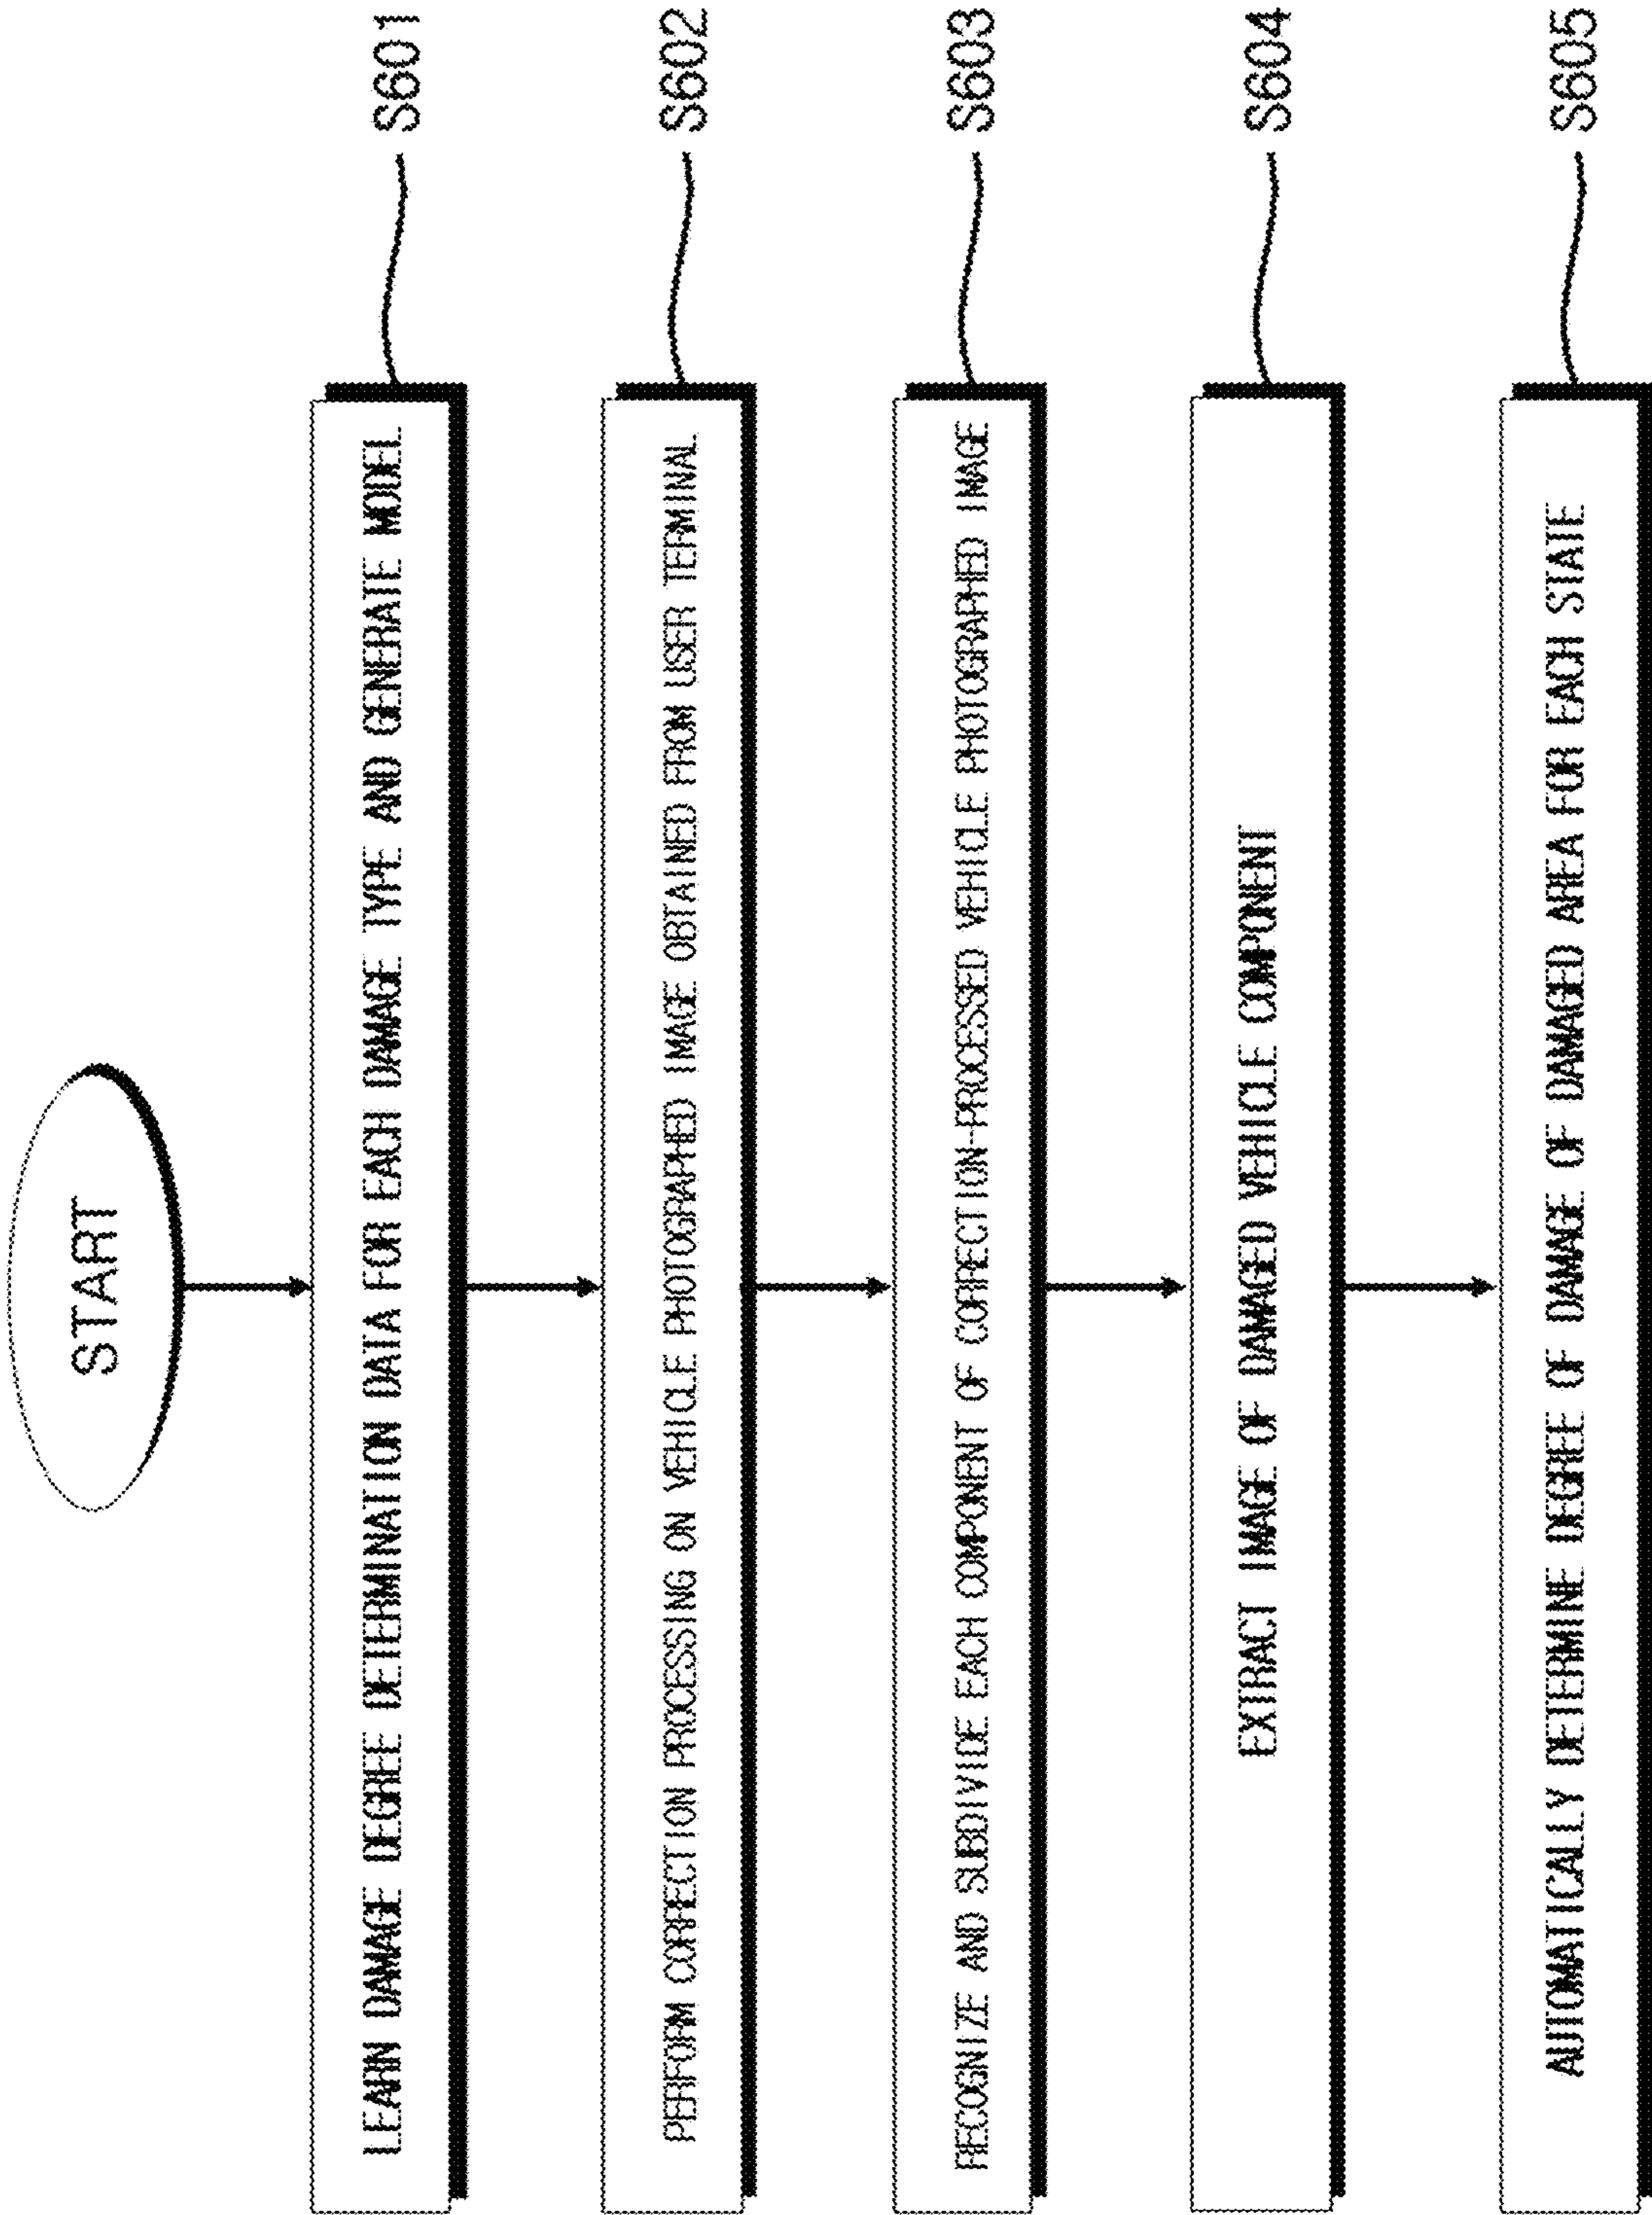 START
LEARN DAMAGE DEGREE DETERMINATION DATA FOR EACH DAMAGE TYPE AND GENERATE MODEL
S601
PERFORM CORRECTION PROCESSING ON VEHICLE PHOTOGRAPHED IMAGE OBTAINED FROM USER TERMINAL
S602
RECOGNIZE AND SUBDIVIDE EACH COMPONENT OF CORRECTION-PROCESSED VEHICLE PHOTOGRAPHED IMAGE
S603
EXTRACT IMAGE OF DAMAGED VEHICLE COMPONENT
S604
AUTOMATICALLY DETERMINE DEGREE OF DAMAGE OF DAMAGED AREA FOR EACH STATE
S605